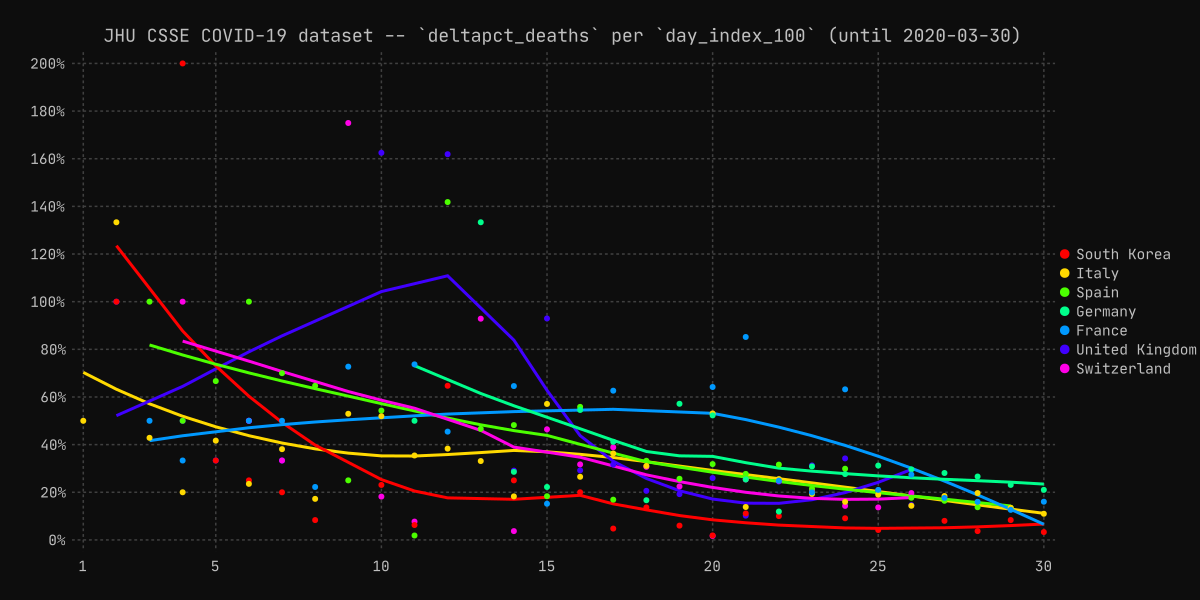 JHU CSSE COVID-19 dataset -- `deltapct_deaths` per `day_index_100` (until 2020-03-30)
200%
180%
160%
140%
120%
100%
80%
60%
40%
20%
0%
1 5 10 15 20 25 30
South Korea
Italy
Spain
Germany
France
United Kingdom
Switzerland